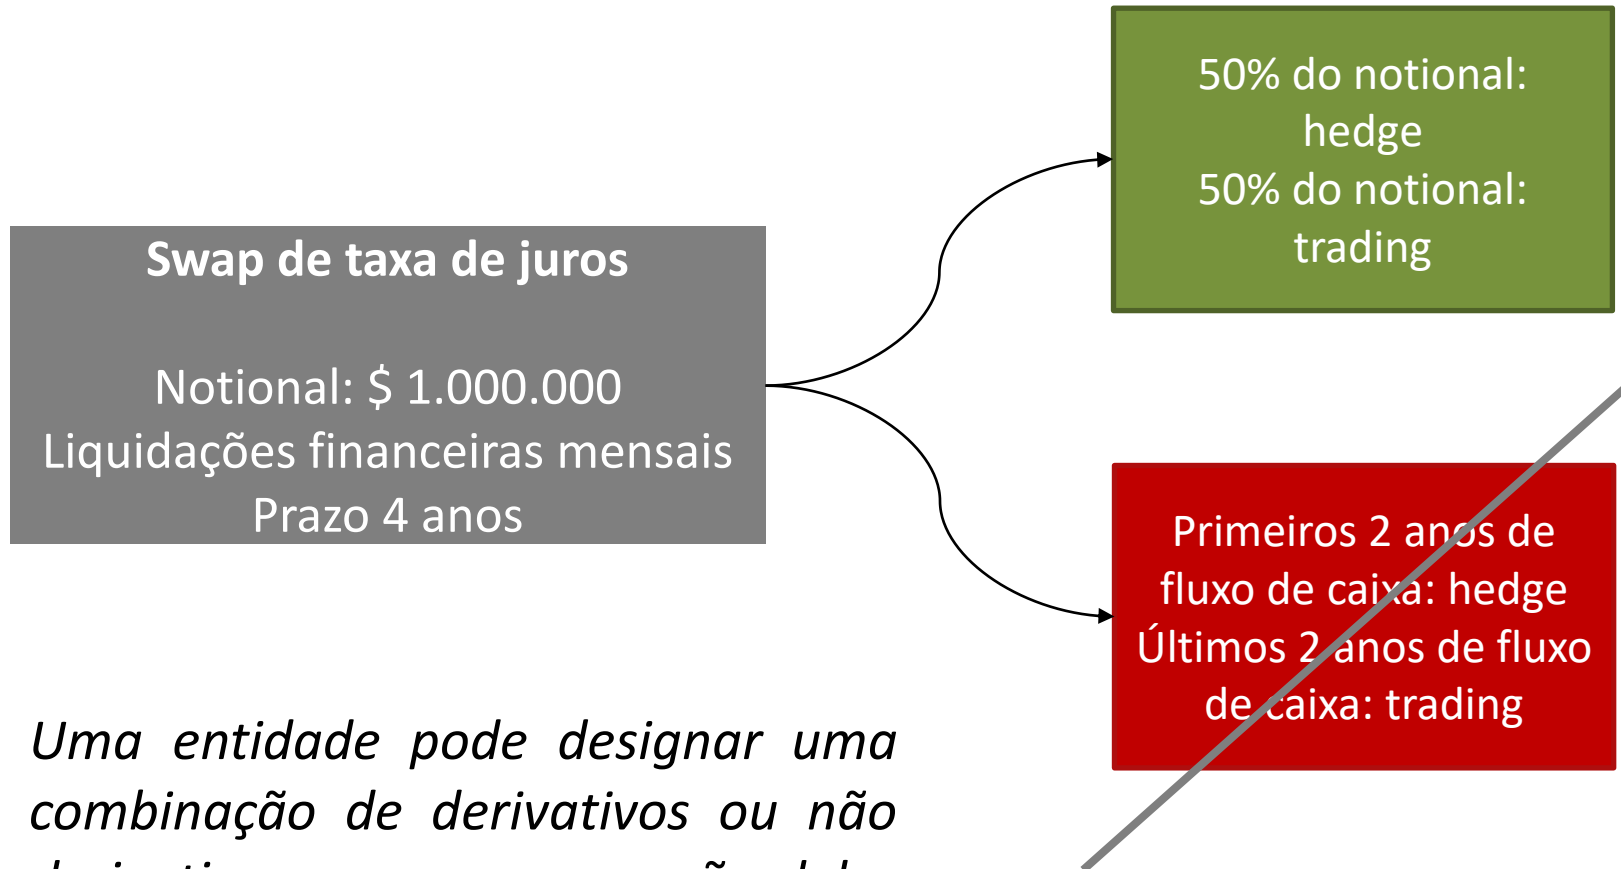 50% do notional:
hedge
50% do notional:
trading
Swap de taxa de juros
Notional: $ 1.000.000
Liquidações financeiras mensais
Prazo 4 anos
Primeiros 2 anos de
fluxo de caixa: hedge
Últimos 2 anos de fluxo
de caixa: trading
Uma entidade pode designar uma
combinação de derivativos ou não